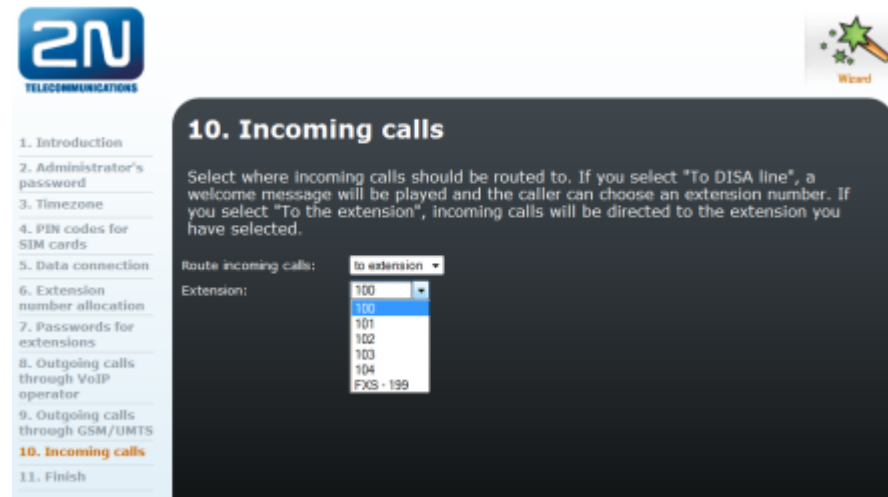 2N
TELECOMMUNICATIONS
Wizard
1. Introduction
2. Administrator's
password
3. Timezone
4. PIN codes for
SIM cards
5. Data connection
6. Extension
number allocation
7. Passwords for
extensions
8. Outgoing calls
through VoIP
operator
9. Outgoing calls
through GSM/UMTS
10. Incoming calls
11. Finish
10. Incoming calls
Select where incoming calls should be routed to. If you select "To DISA line", a
welcome message will be played and the caller can choose an extension number. If
you select "To the extension", incoming calls will be directed to the extension you
have selected.
Route incoming calls: to extension
Extension: 100
100
101
102
103
104
FXS - 199